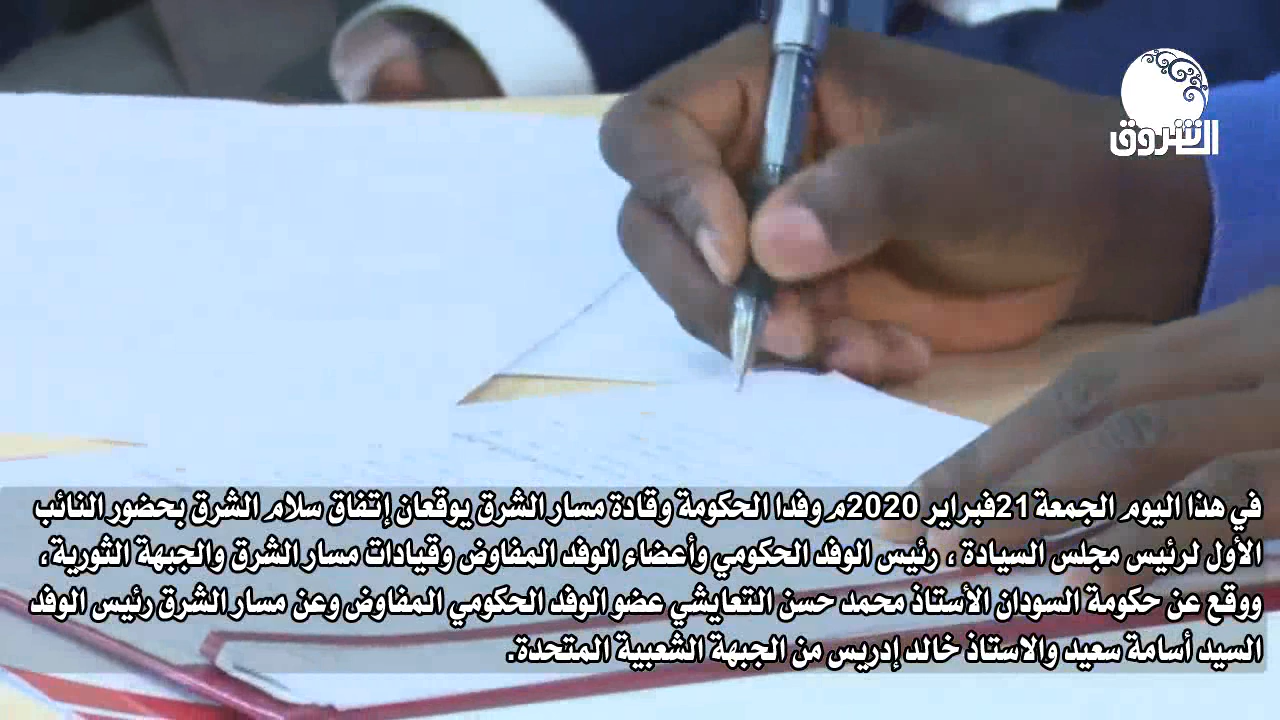 الشروق
في هذا اليوم الجمعة 21فبراير 2020م وفدا الحكومة وقادة مسار الشرق يوقعان إتفاق سلام الشرق بحضور النائب
الأول لرئيس مجلس السيادة ، رئيس الوفد الحكومي وأعضاء الوفد المفاوض وقيادات مسار الشرق والجبهة الثورية،
ووقع عن حكومة السودان الأستاذ محمد حسن التعايشي عضو الوفد الحكومي المفاوض وعن مسار الشرق رئيس الوفد
السيد أسامة سعيد والاستاذ خالد إدريس من الجبهة الشعبية المتحدة.